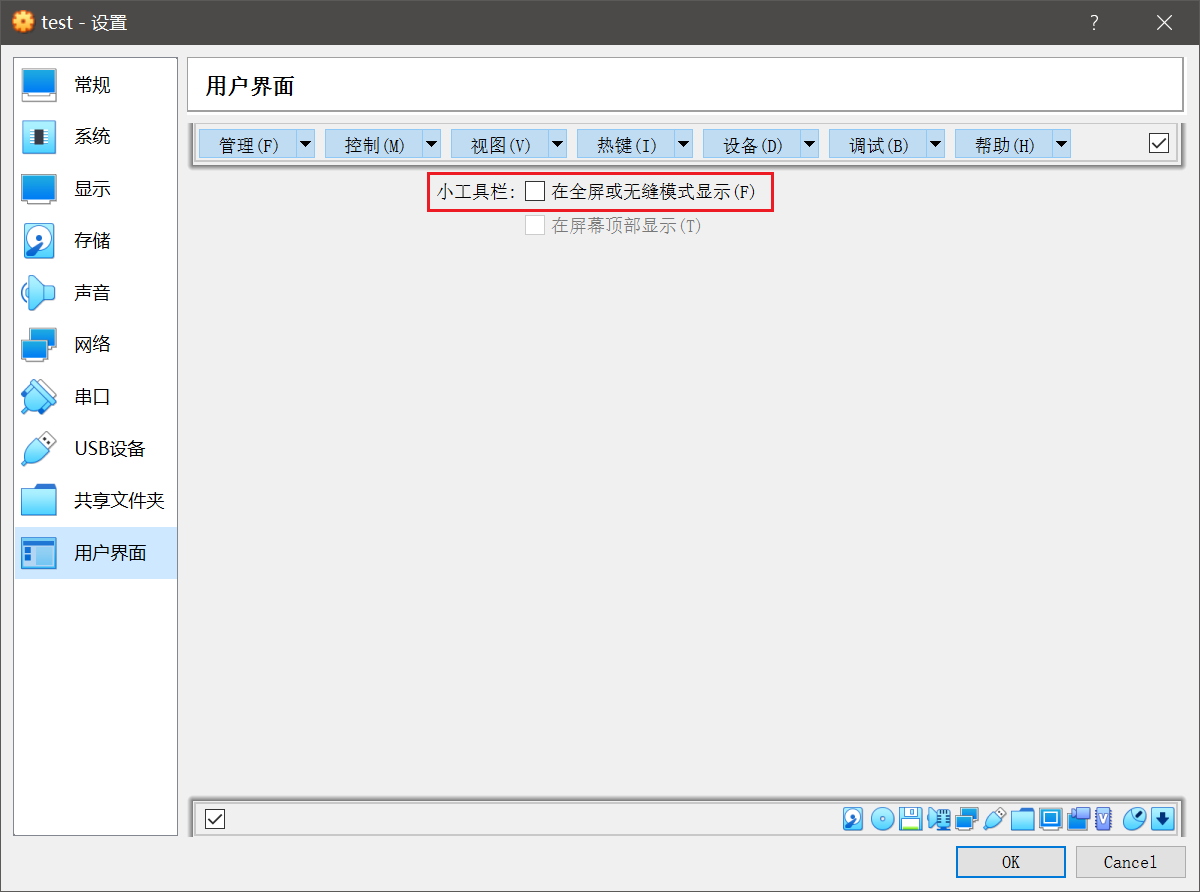 test - 设置
常规
系统
显示
存储
声音
网络
串口
USB设备
共享文件夹
用户界面
用户界面
管理(F) 控制(M) 视图(V) 热键(I) 设备(D) 调试(B) 帮助(H)
小工具栏: 在全屏或无缝模式显示(F)
在屏幕顶部显示(T)
V
OK Cancel